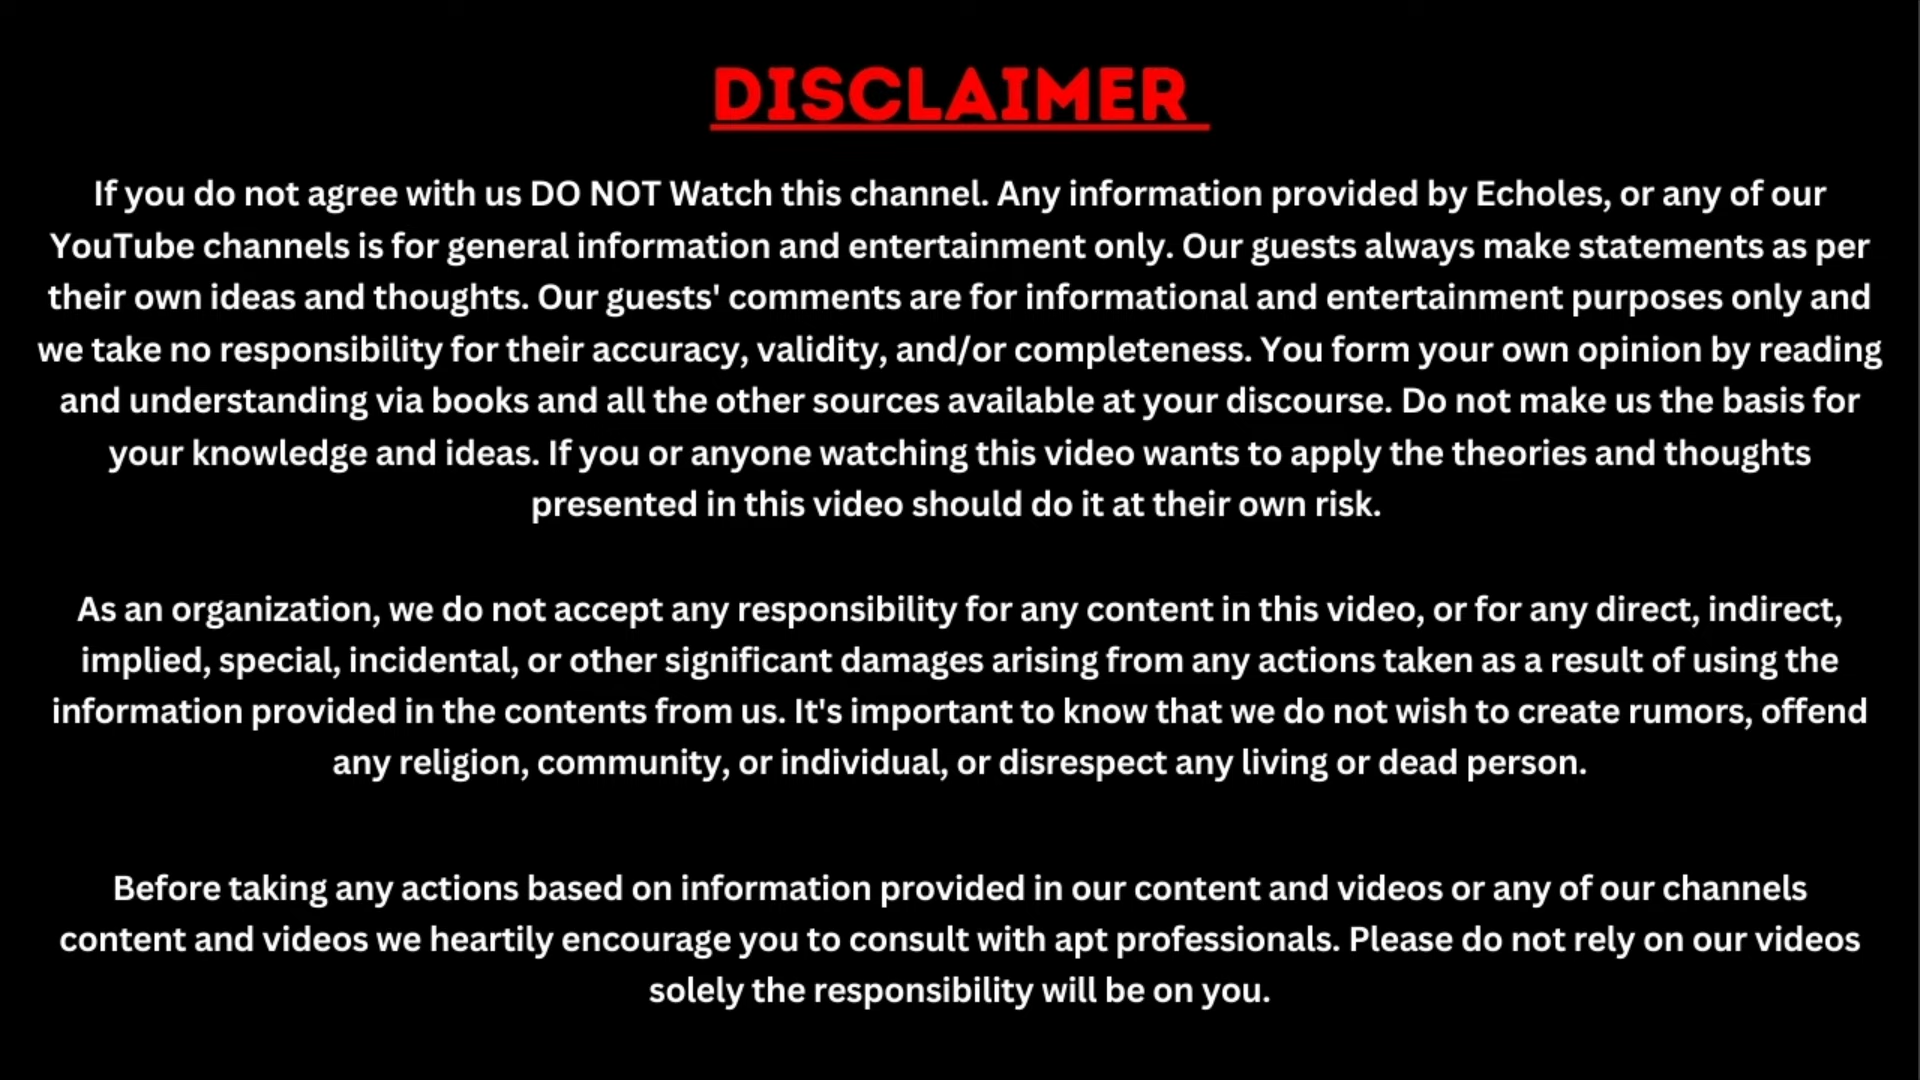 DISCLAIMER
If you do not agree with us DO NOT Watch this channel. Any information provided by Echoles, or any of our
YouTube channels is for general information and entertainment only. Our guests always make statements as per
their own ideas and thoughts. Our guests' comments are for informational and entertainment purposes only and
we take no responsibility for their accuracy, validity, and/or completeness. You form your own opinion by reading
and understanding via books and all the other sources available at your discourse. Do not make us the basis for
your knowledge and ideas. If you or anyone watching this video wants to apply the theories and thoughts
presented in this video should do it at their own risk.
As an organization, we do not accept any responsibility for any content in this video, or for any direct, indirect,
implied, special, incidental, or other significant damages arising from any actions taken as a result of using the
information provided in the contents from us. It's important to know that we do not wish to create rumors, offend
any religion, community, or individual, or disrespect any living or dead person.
Before taking any actions based on information provided in our content and videos or any of our channels
content and videos we heartily encourage you to consult with apt professionals. Please do not rely on our videos
solely the responsibility will be on you.